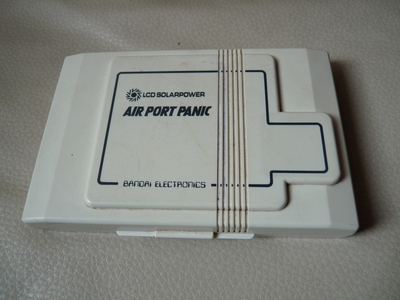 LCD SOLARPOWER
AIR PORT PANIC
BANDAI ELECTRONICS